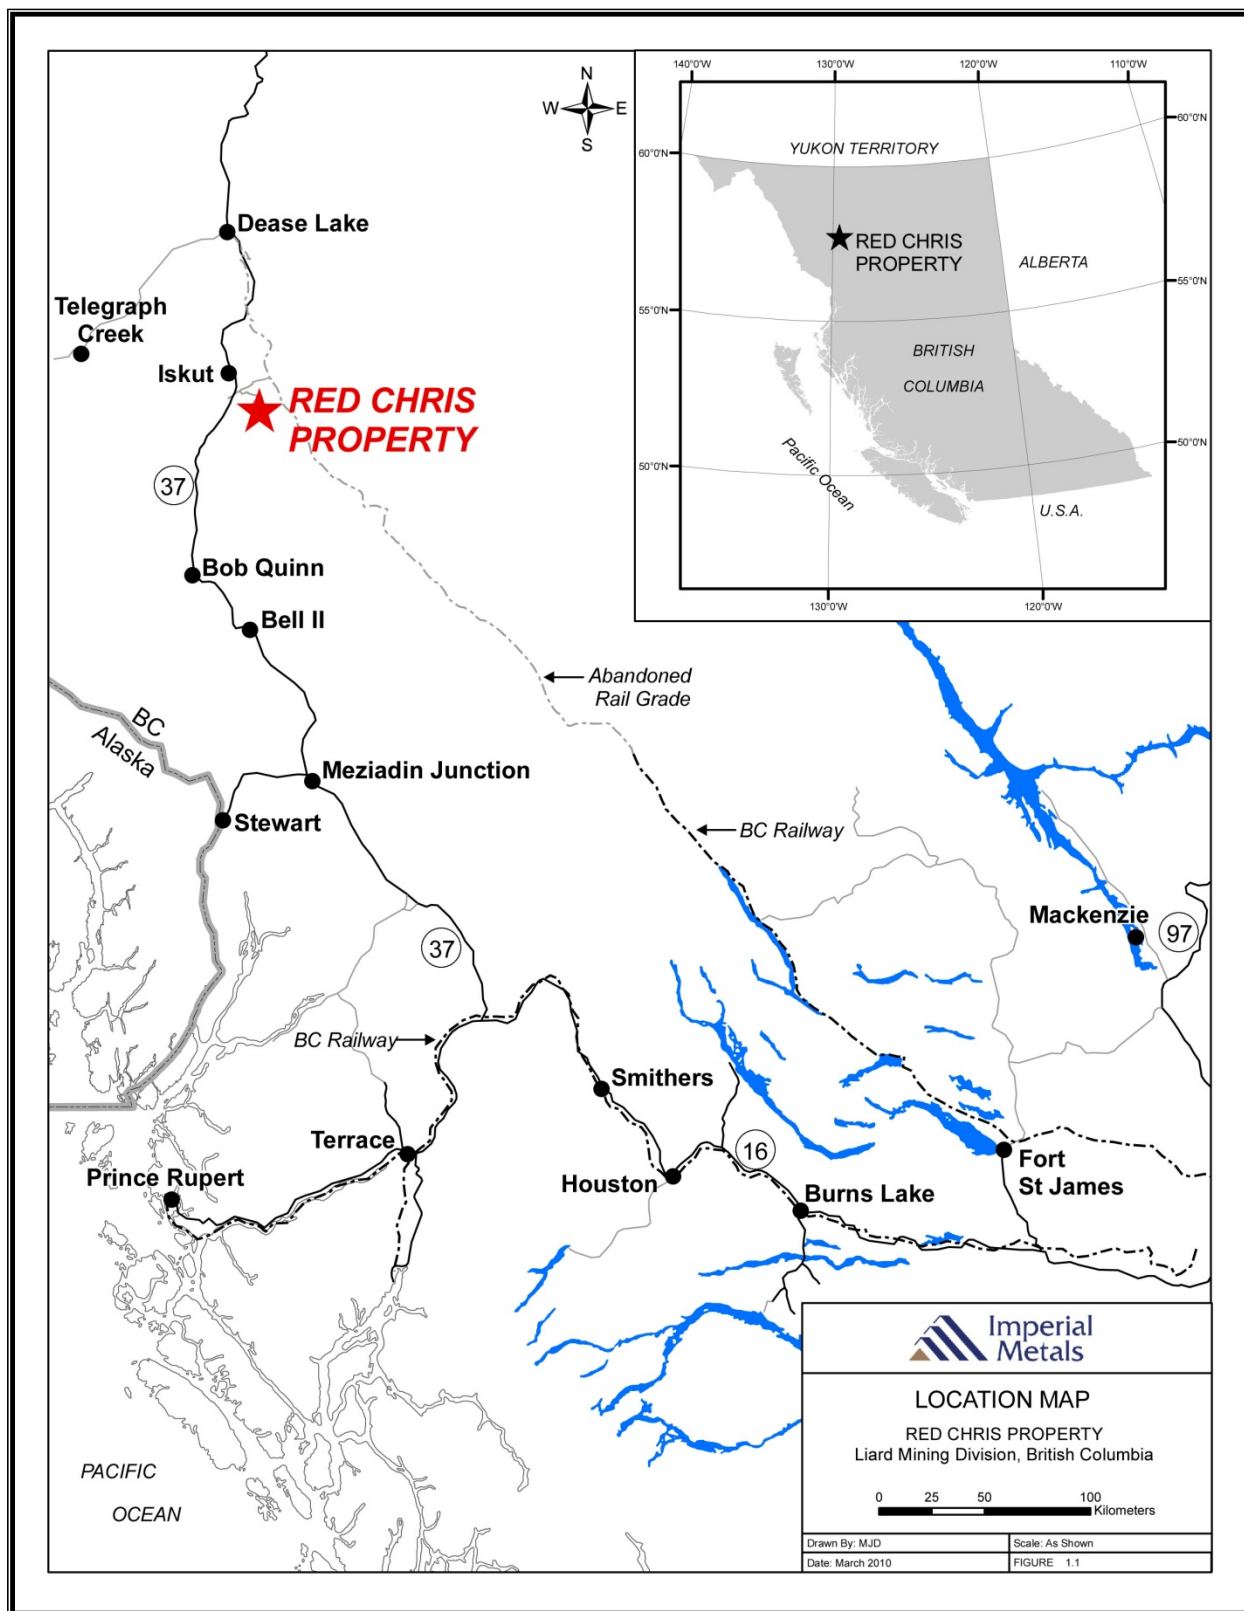 N
W E
S
Dease Lake
Telegraph
Creek
Iskut
RED CHRIS
PROPERTY
37
Bob Quinn
Bell II
Abandoned
Rail Grade
BC
Alaska
Meziadin Junction
Stewart
BC Railway
Mackenzie
97
37
BC Railway
Smithers
Terrace
16
Prince Rupert
Houston
Fort
St James
Burns Lake
PACIFIC
OCEAN
140°0'W
130°0'W
120°0'W
110°0'W
60°0'N
60°0'N
YUKON TERRITORY
RED CHRIS
PROPERTY
ALBERTA
55°0'N
55°0'N
BRITISH
COLUMBIA
50°0'N
50°0'N
Pacific Ocean
U.S.A.
130°0'W
120°0'W
Imperial
Metals
LOCATION MAP
RED CHRIS PROPERTY
Liard Mining Division, British Columbia
0 25 50 100
Kilometers
Drawn By: MJD
Scale: As Shown
Date: March 2010
FIGURE 1.1